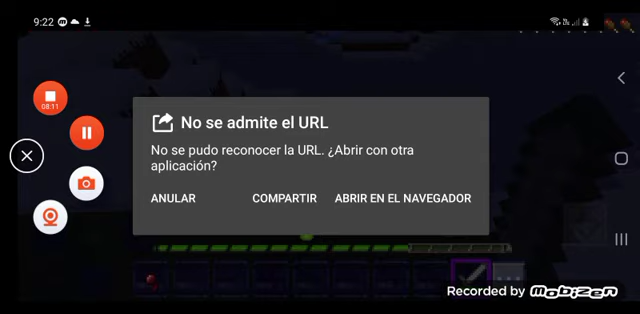 9:22
08:11
No se admite el URL
No se pudo reconocer la URL. ¿Abrir con otra
aplicación?
ANULAR COMPARTIR ABRIR EN EL NAVEGADOR
Recorded by MOBIZEN